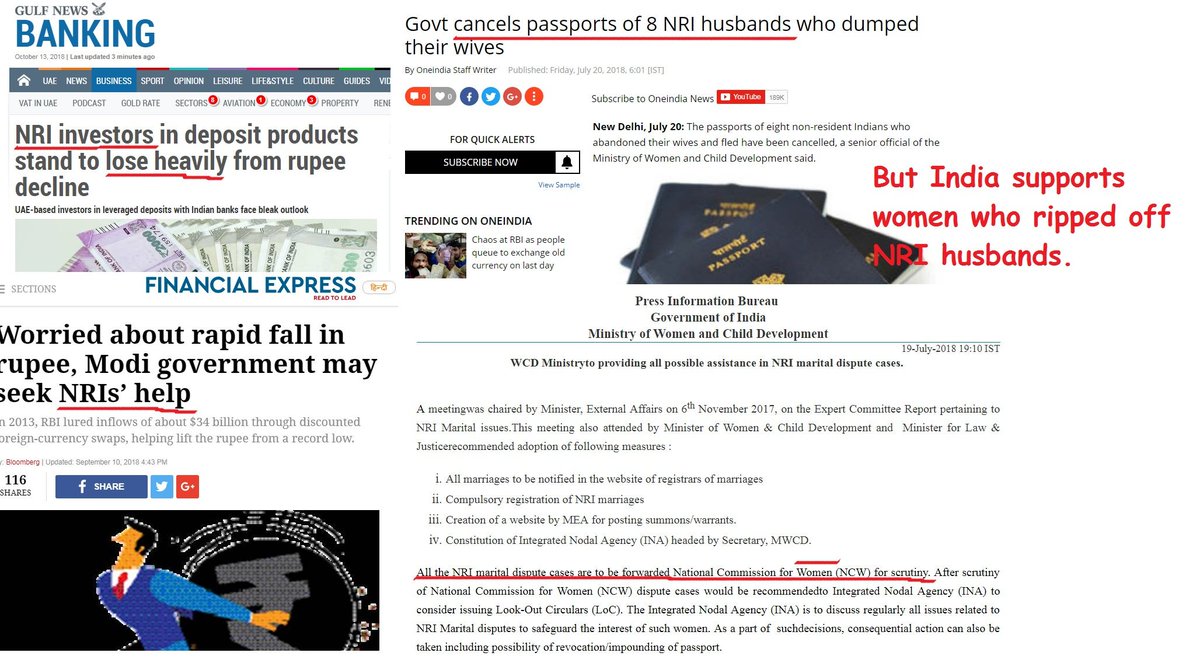 GULF NEWS
BANKING
October 13, 2018 | Last updated 3 minutes ago
UAE NEWS BUSINESS SPORT OPINION LEISURE LIFE&STYLE CULTURE GUIDES
VAT IN UAE PODCAST GOLD RATE SECTORS 8 AVIATION 1 ECONOMY 3 PROPERTY
NRI investors in deposit products
stand to lose heavily from rupee
decline
UAE-based investors in leveraged deposits with Indian banks face bleak outlook
SECTIONS
FINANCIAL EXPRESS
READ TO LEAD
हिन्दी
Worried about rapid fall in
rupee, Modi government may
seek NRIs' help
In 2013, RBI lured inflows of about $34 billion through discounted
foreign-currency swaps, helping lift the rupee from a record low.
By: Bloomberg | Updated: September 10, 2018 4:43 PM
116
SHARES
SHARE
G+
Govt cancels passports of 8 NRI husbands who dumped
their wives
By Oneindia Staff Writer Published: Friday, July 20, 2018, 6:01 [IST]
0 0
Subscribe to Oneindia News YouTube 189K
FOR QUICK ALERTS
SUBSCRIBE NOW
View Sample
TRENDING ON ONEINDIA
Chaos at RBI as people
queue to exchange old
currency on last day
New Delhi, July 20: The passports of eight non-resident Indians who
abandoned their wives and fled have been cancelled, a senior official of the
Ministry of Women and Child Development said.
पासपोर्ट
PASSPORT
But India supports
women who ripped off
NRI husbands.
Press Information Bureau
Government of India
Ministry of Women and Child Development
19-July-2018 19:10 IST
WCD Ministryto providing all possible assistance in NRI marital dispute cases.
A meetingwas chaired by Minister, External Affairs on 6th November 2017, on the Expert Committee Report pertaining to
NRI Marital issues.This meeting also attended by Minister of Women & Child Development and Minister for Law &
Justicerecommended adoption of following measures :
i. All marriages to be notified in the website of registrars of marriages
ii. Compulsory registration of NRI marriages
iii. Creation of a website by MEA for posting summons/warrants.
iv. Constitution of Integrated Nodal Agency (INA) headed by Secretary, MWCD.
All the NRI marital dispute cases are to be forwarded National Commission for Women (NCW) for scrutiny. After scrutiny
of National Commission for Women (NCW) dispute cases would be recommendedto Integrated Nodal Agency (INA) to
consider issuing Look-Out Circulars (LoC). The Integrated Nodal Agency (INA) is to discuss regularly all issues related to
NRI Marital disputes to safeguard the interest of such women. As a part of suchdecisions, consequential action can also be
taken including possibility of revocation/impounding of passport.